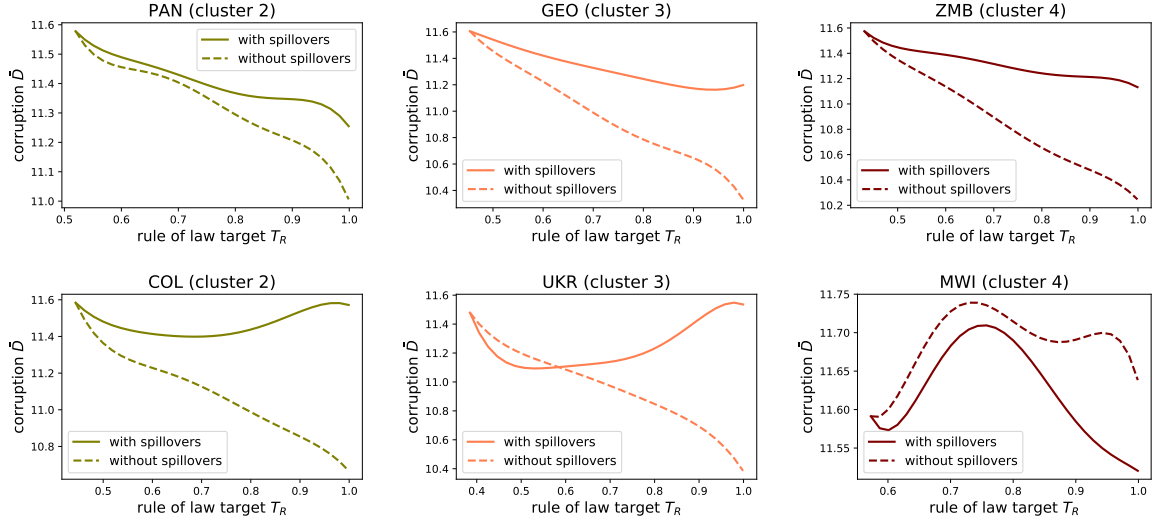 PAN (cluster 2)
corruption D̄
11.6
11.5
11.4
11.3
11.2
11.1
11.0
with spillovers
without spillovers
0.5
0.6
0.7
0.8
0.9
1.0
rule of law target T_R
GEO (cluster 3)
corruption D̄
11.6
11.4
11.2
11.0
10.8
10.6
10.4
with spillovers
without spillovers
0.5
0.6
0.7
0.8
0.9
1.0
rule of law target T_R
ZMB (cluster 4)
corruption D̄
11.6
11.4
11.2
11.0
10.8
10.6
10.4
10.2
with spillovers
without spillovers
0.5
0.6
0.7
0.8
0.9
1.0
rule of law target T_R
COL (cluster 2)
corruption D̄
11.6
11.4
11.2
11.0
10.8
with spillovers
without spillovers
0.5
0.6
0.7
0.8
0.9
1.0
rule of law target T_R
UKR (cluster 3)
corruption D̄
11.6
11.4
11.2
11.0
10.8
10.6
10.4
with spillovers
without spillovers
0.4
0.5
0.6
0.7
0.8
0.9
1.0
rule of law target T_R
MWI (cluster 4)
corruption D̄
11.75
11.70
11.65
11.60
11.55
with spillovers
without spillovers
0.6
0.7
0.8
0.9
1.0
rule of law target T_R